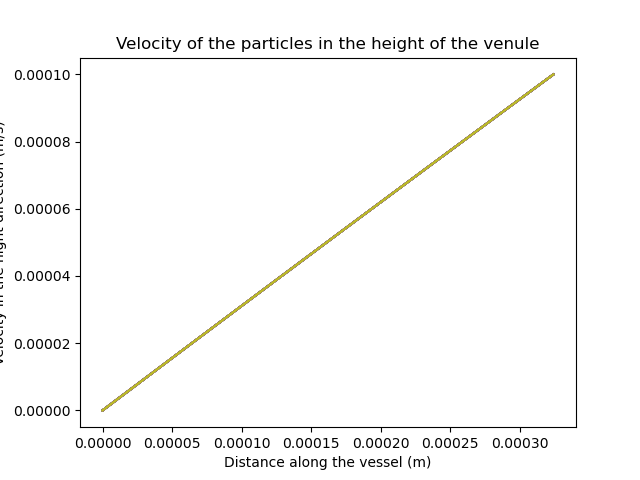 Velocity of the particles in the height of the venule
0.00010
0.00008
0.00006
0.00004
0.00002
0.00000
0.00000 0.00005 0.00010 0.00015 0.00020 0.00025 0.00030
Distance along the vessel (m)